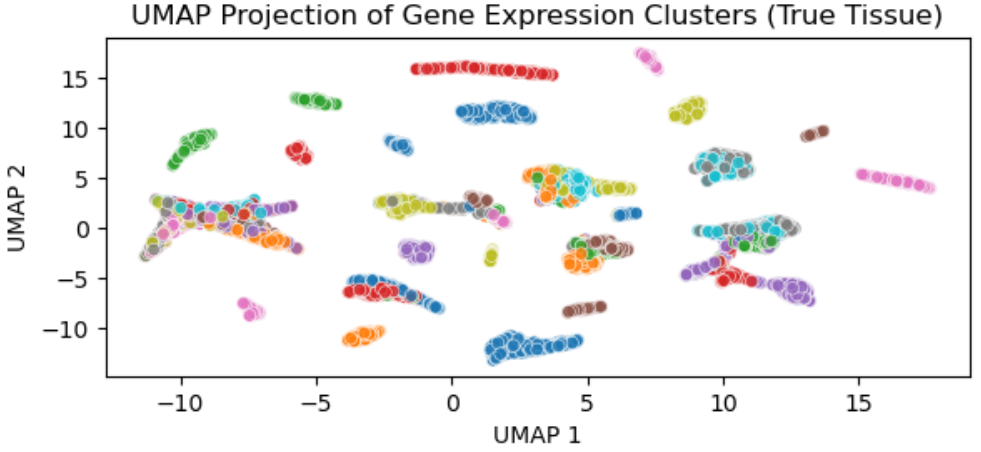 UMAP Projection of Gene Expression Clusters (True Tissue)
15
10
5
0
−5
−10
UMAP 2
−10 −5 0 5 10 15
UMAP 1